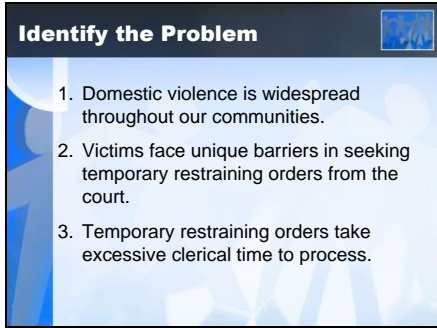 Identify the Problem
1. Domestic violence is widespread
throughout our communities.
2. Victims face unique barriers in seeking
temporary restraining orders from the
court.
3. Temporary restraining orders take
excessive clerical time to process.